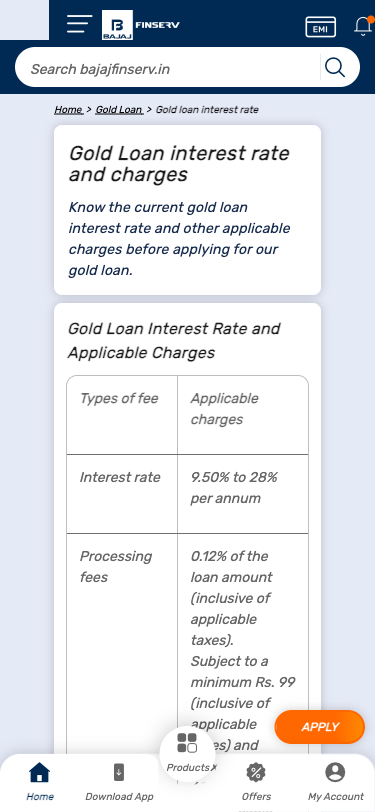 BAJAJ FINSERV
EMI
Search bajajfinserv.in
Home > Gold Loan > Gold loan interest rate
Gold Loan interest rate
and charges
Know the current gold loan
interest rate and other applicable
charges before applying for our
gold loan.
Gold Loan Interest Rate and
Applicable Charges
Types of fee
Applicable
charges
Interest rate
9.50% to 28%
per annum
Processing
fees
0.12% of the
loan amount
(inclusive of
applicable
taxes).
Subject to a
minimum Rs. 99
(inclusive of
applicable
and
APPLY
Home
Download App
Products
Offers
My Account